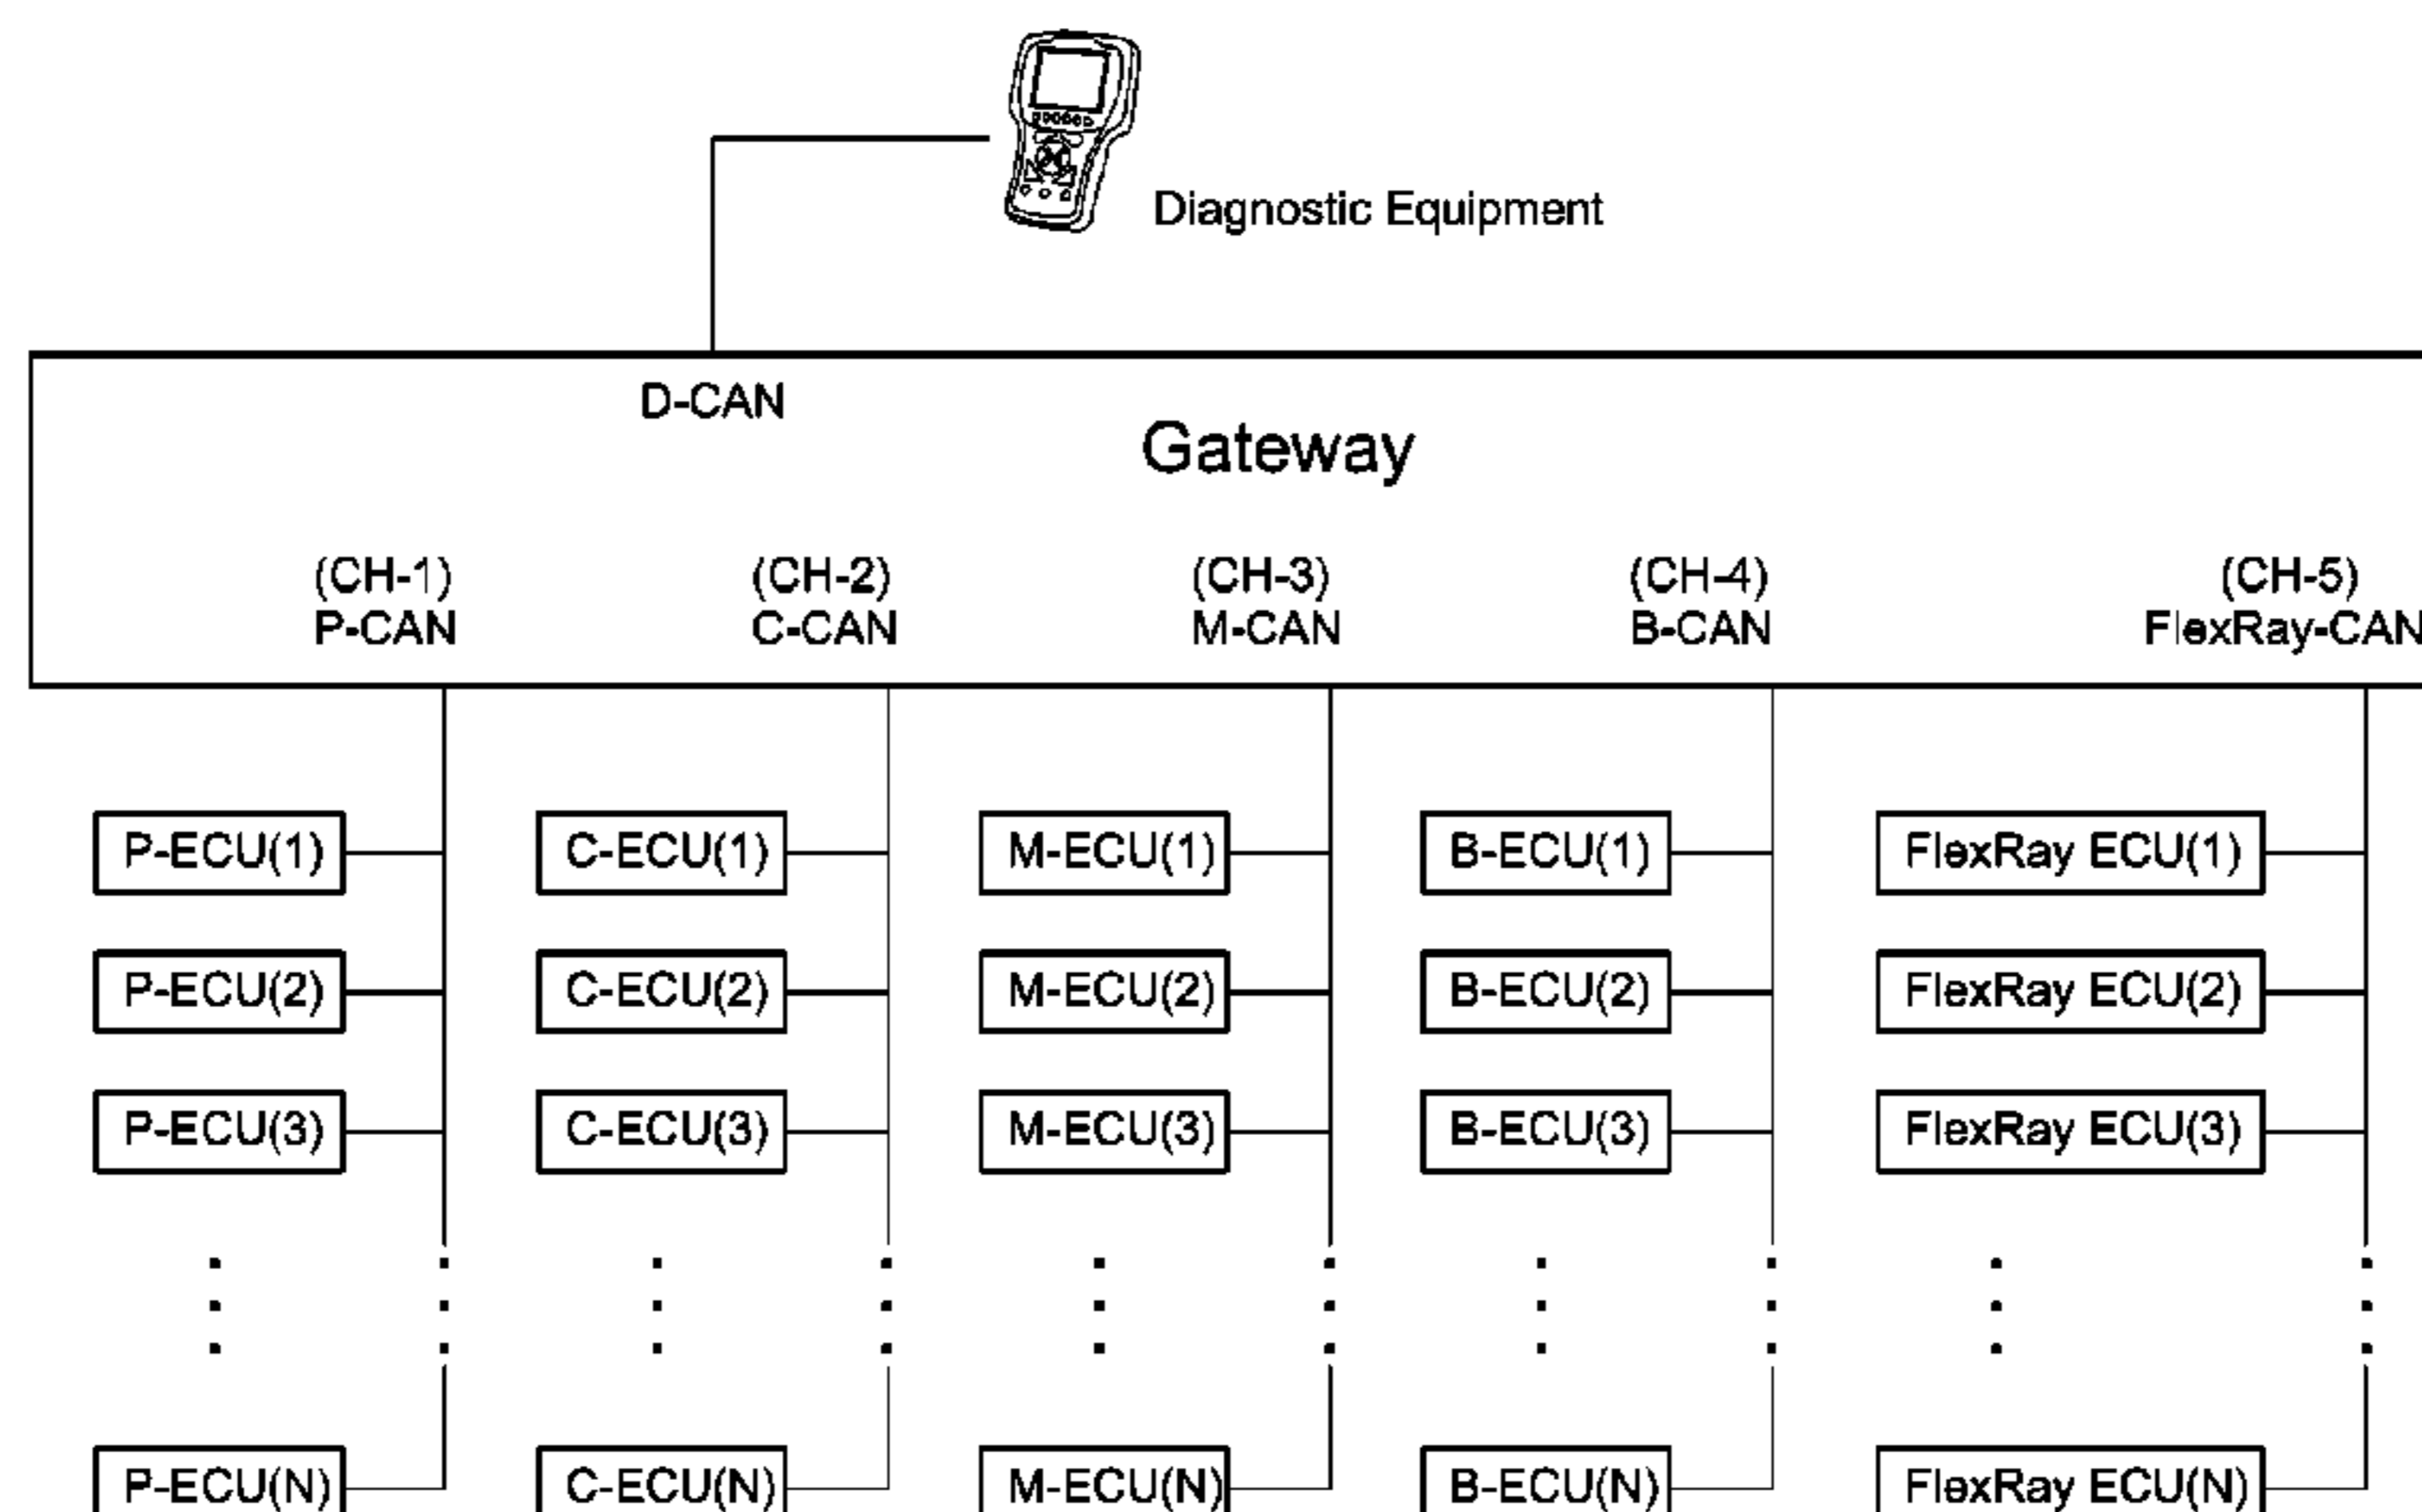 Diagnostic Equipment
D-CAN
Gateway
(CH-1)
P-CAN
(CH-2)
C-CAN
(CH-3)
M-CAN
(CH-4)
B-CAN
(CH-5)
FlexRay-CAN
P-ECU(1)
C-ECU(1)
M-ECU(1)
B-ECU(1)
FlexRay ECU(1)
P-ECU(2)
C-ECU(2)
M-ECU(2)
B-ECU(2)
FlexRay ECU(2)
P-ECU(3)
C-ECU(3)
M-ECU(3)
B-ECU(3)
FlexRay ECU(3)
P-ECU(N)
C-ECU(N)
M-ECU(N)
B-ECU(N)
FlexRay ECU(N)